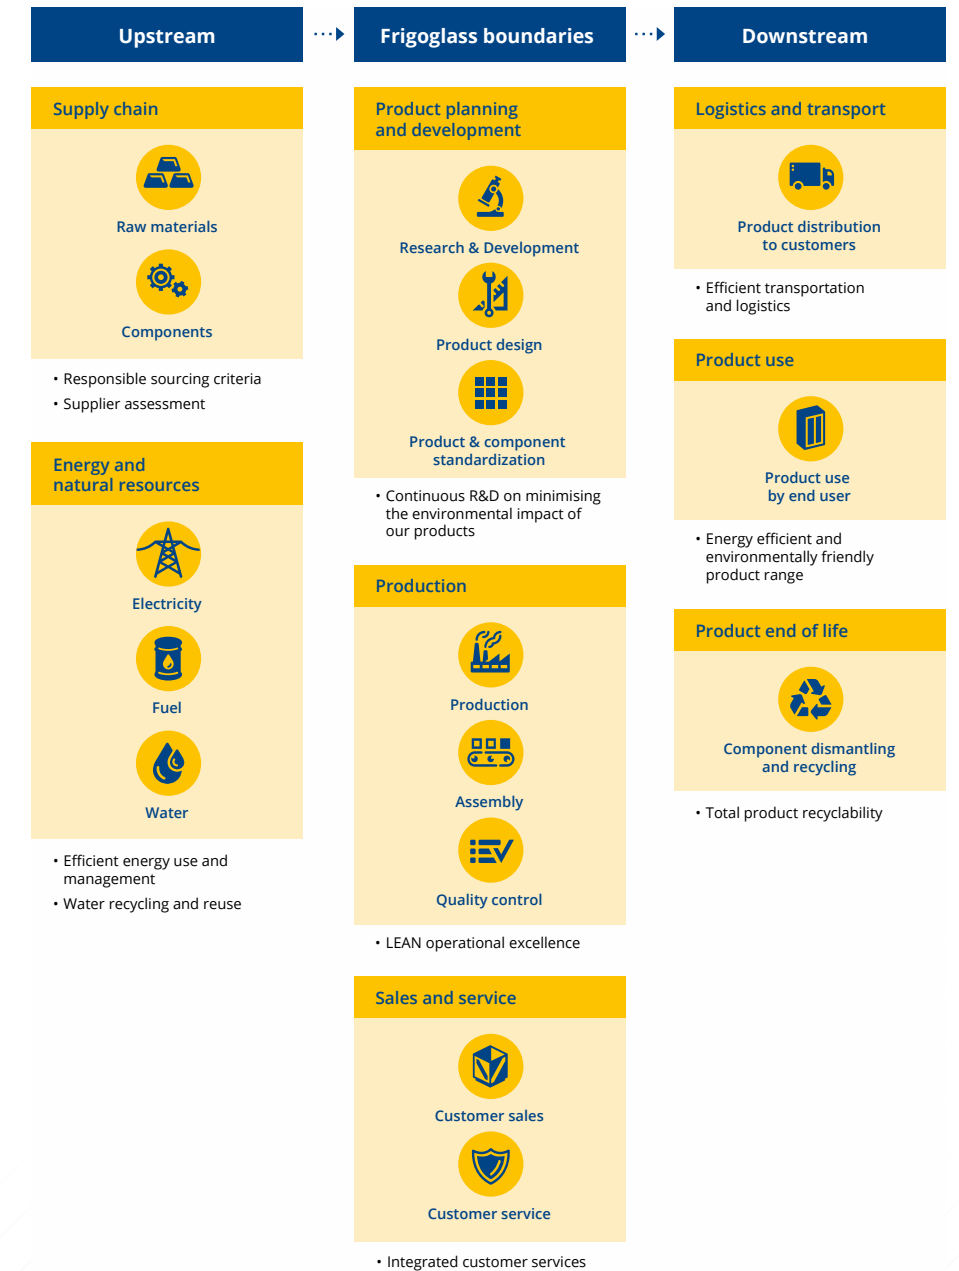 Upstream
Supply chain
Raw materials
Components
• Responsible sourcing criteria
• Supplier assessment
Energy and
natural resources
Electricity
Fuel
Water
• Efficient energy use and
management
• Water recycling and reuse
Frigoglass boundaries
Product planning
and development
Research & Development
Product design
Product & component
standardization
• Continuous R&D on minimising
the environmental impact of
our products
Production
Production
Assembly
Quality control
• LEAN operational excellence
Sales and service
Customer sales
Customer service
• Integrated customer services
Downstream
Logistics and transport
Product distribution
to customers
• Efficient transportation
and logistics
Product use
Product use
by end user
• Energy efficient and
environmentally friendly
product range
Product end of life
Component dismantling
and recycling
• Total product recyclability